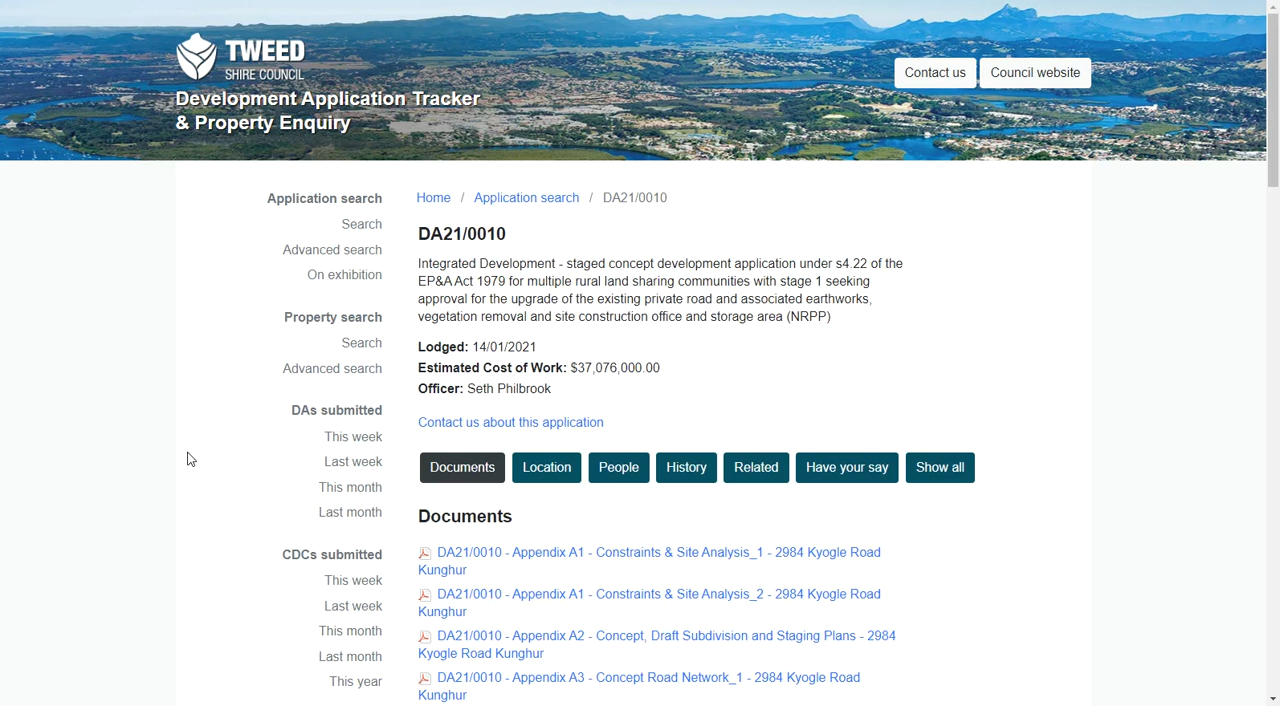 TWEED
SHIRE COUNCIL
Development Application Tracker
& Property Enquiry
Contact us
Council website
Application search
Search
Advanced search
On exhibition
Property search
Search
Advanced search
DAs submitted
This week
Last week
This month
Last month
CDCs submitted
This week
Last week
This month
Last month
This year
Home / Application search / DA21/0010
DA21/0010
Integrated Development - staged concept development application under s4.22 of the
EP&A Act 1979 for multiple rural land sharing communities with stage 1 seeking
approval for the upgrade of the existing private road and associated earthworks,
vegetation removal and site construction office and storage area (NRPP)
Lodged: 14/01/2021
Estimated Cost of Work: $37,076,000.00
Officer: Seth Philbrook
Contact us about this application
Documents Location People History Related Have your say Show all
Documents
DA21/0010 - Appendix A1 - Constraints & Site Analysis_1 - 2984 Kyogle Road
Kunghur
DA21/0010 - Appendix A1 - Constraints & Site Analysis_2 - 2984 Kyogle Road
Kunghur
DA21/0010 - Appendix A2 - Concept, Draft Subdivision and Staging Plans - 2984
Kyogle Road Kunghur
DA21/0010 - Appendix A3 - Concept Road Network_1 - 2984 Kyogle Road
Kunghur